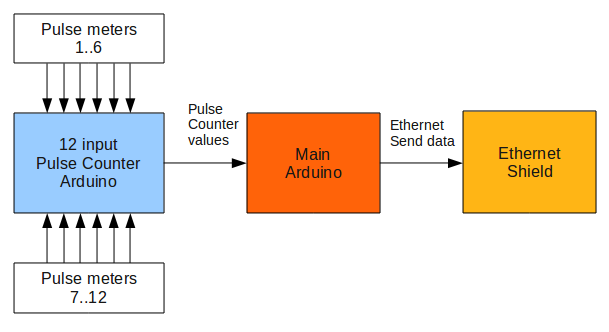 Pulse meters
1..6
12 input
Pulse Counter
Arduino
Pulse
Counter
values
Main
Arduino
Ethernet
Send data
Ethernet
Shield
Pulse meters
7..12